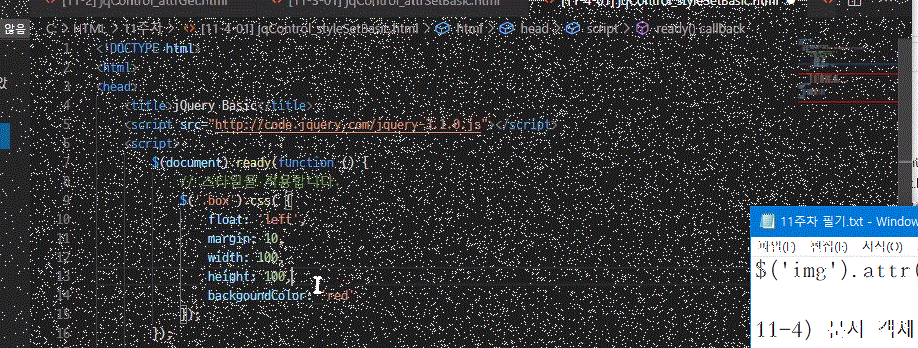 [11-2] jqControl_attrGet.html [11-3-01] jqControl_attrSetBasic.html [11-4-01] jqControl_styleSetBasic.html
않음 C: > HTML > 11주차 > [11-4-01] jqControl_styleSetBasic.html > html > head > script > ready() callback
1 <!DOCTYPE html>
2 <html>
3 <head>
4 <title>jQuery Basic</title>
5 <script src="http://code.jquery.com/jquery-3.1.0.js"></script>
6 <script>
7 $(document).ready(function () {
8 // 스타일을 적용합니다.
9 $('.box').css( {
10 float: 'left',
11 margin: 10,
12 width: 100,
13 height: 100,
14 backgoundColor: 'red'
15 });
16 });
11주차 필기.txt - Window
파일(F) 편집(E) 서식(O)
$('img').attr(
11-4) 문서 객체